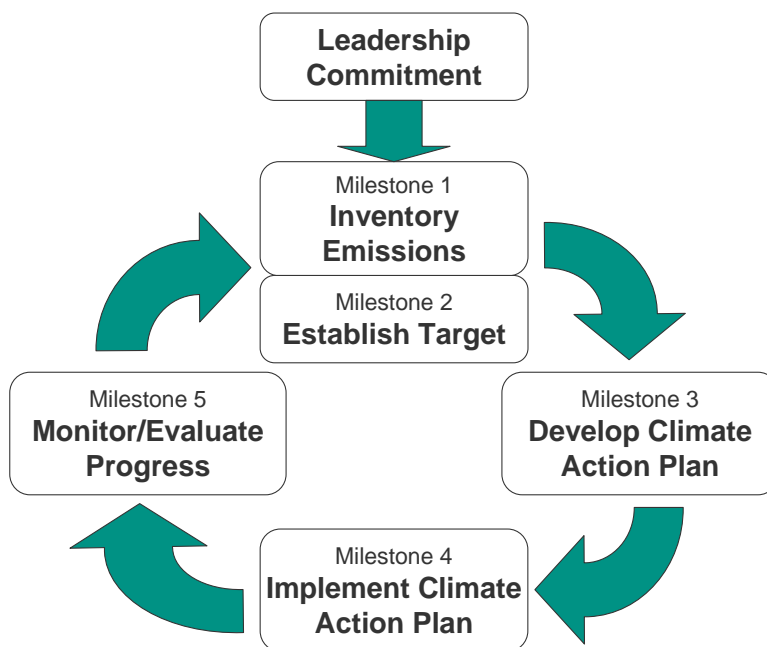 Leadership
Commitment
Milestone 1
Inventory
Emissions
Milestone 2
Establish Target
Milestone 3
Develop Climate
Action Plan
Milestone 4
Implement Climate
Action Plan
Milestone 5
Monitor/Evaluate
Progress